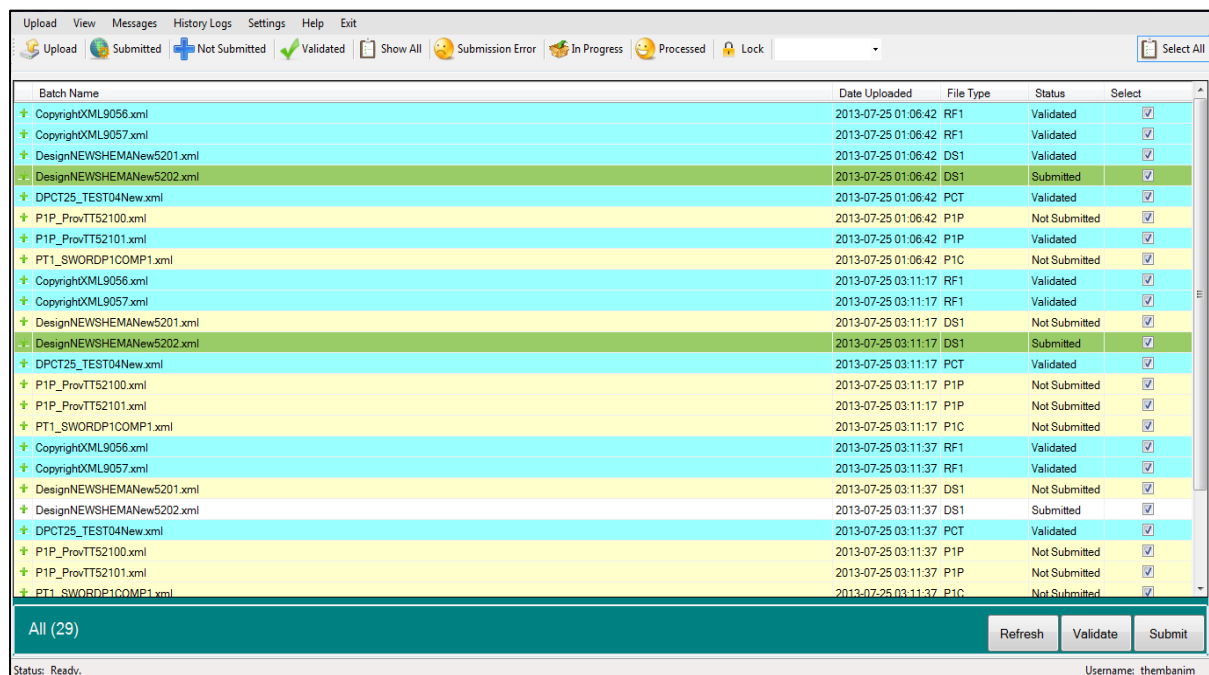 Upload View Messages History Logs Settings Help Exit
Upload Submitted Not Submitted Validated Show All Submission Error In Progress Processed Lock Select All
Batch Name Date Uploaded File Type Status Select
CopyrightXML9056.xml 2013-07-25 01:06:42 RF1 Validated
CopyrightXML9057.xml 2013-07-25 01:06:42 RF1 Validated
DesignNEWSHEMANew5201.xml 2013-07-25 01:06:42 DS1 Validated
DesignNEWSHEMANew5202.xml 2013-07-25 01:06:42 DS1 Submitted
DPCT25_TEST04New.xml 2013-07-25 01:06:42 PCT Validated
P1P_ProvTT52100.xml 2013-07-25 01:06:42 P1P Not Submitted
P1P_ProvTT52101.xml 2013-07-25 01:06:42 P1P Validated
PT1_SWORDP1COMP1.xml 2013-07-25 01:06:42 P1C Not Submitted
CopyrightXML9056.xml 2013-07-25 03:11:17 RF1 Validated
CopyrightXML9057.xml 2013-07-25 03:11:17 RF1 Validated
DesignNEWSHEMANew5201.xml 2013-07-25 03:11:17 DS1 Not Submitted
DesignNEWSHEMANew5202.xml 2013-07-25 03:11:17 DS1 Submitted
DPCT25_TEST04New.xml 2013-07-25 03:11:17 PCT Validated
P1P_ProvTT52100.xml 2013-07-25 03:11:17 P1P Not Submitted
P1P_ProvTT52101.xml 2013-07-25 03:11:17 P1P Not Submitted
PT1_SWORDP1COMP1.xml 2013-07-25 03:11:17 P1C Not Submitted
CopyrightXML9056.xml 2013-07-25 03:11:37 RF1 Validated
CopyrightXML9057.xml 2013-07-25 03:11:37 RF1 Validated
DesignNEWSHEMANew5201.xml 2013-07-25 03:11:37 DS1 Not Submitted
DesignNEWSHEMANew5202.xml 2013-07-25 03:11:37 DS1 Submitted
DPCT25_TEST04New.xml 2013-07-25 03:11:37 PCT Validated
P1P_ProvTT52100.xml 2013-07-25 03:11:37 P1P Not Submitted
P1P_ProvTT52101.xml 2013-07-25 03:11:37 P1P Not Submitted
PT1_SWORDP1COMP1.xml 2013-07-25 03:11:37 P1C Not Submitted
All (29) Refresh Validate Submit
Status: Ready. Username: thembanim